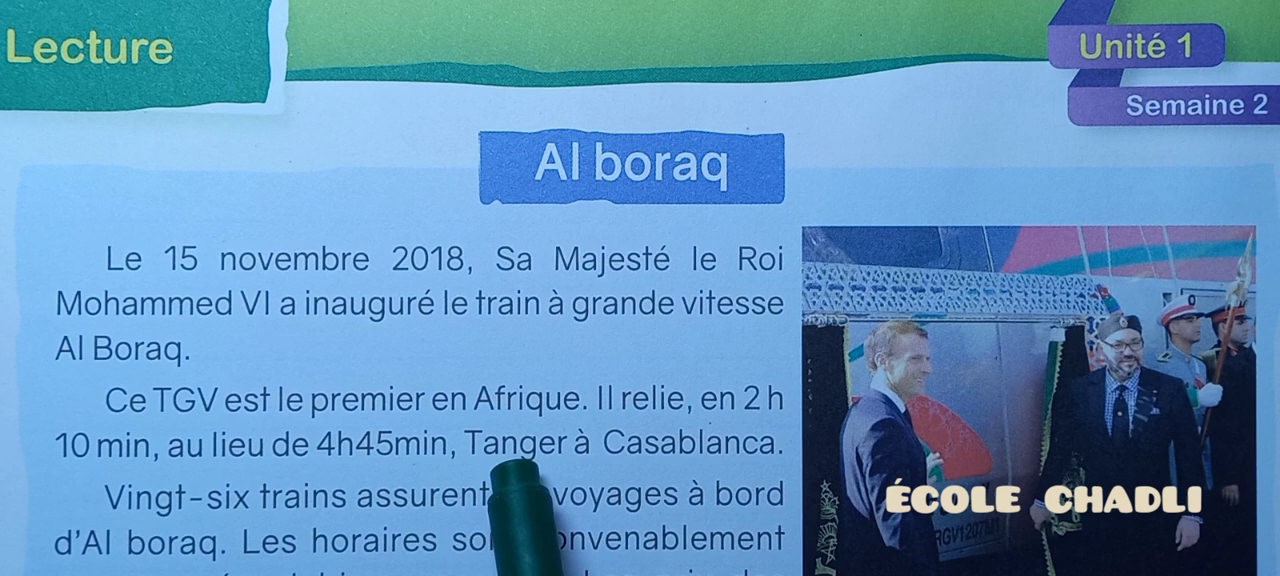 Lecture
Unité 1
Semaine 2
Al boraq
Le 15 novembre 2018, Sa Majesté le Roi
Mohammed VI a inauguré le train à grande vitesse
Al Boraq.
Ce TGV est le premier en Afrique. Il relie, en 2 h
10 min, au lieu de 4h45min, Tanger à Casablanca.
Vingt-six trains assurent voyages à bord
d'Al boraq. Les horaires
ÉCOLE CHADLI